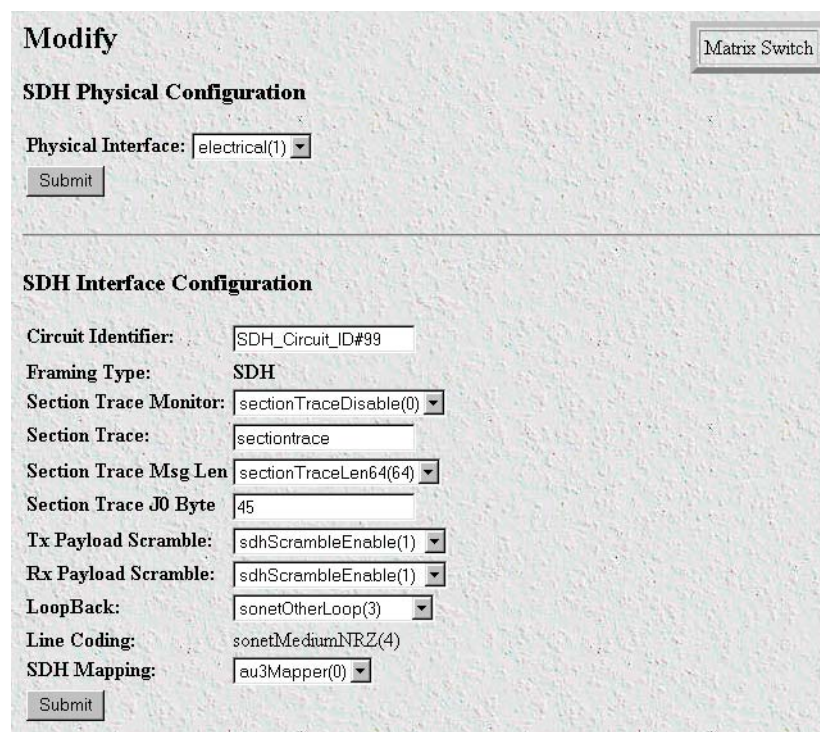 Modify
Matrix Switch
SDH Physical Configuration
Physical Interface: electrical(1)
Submit
SDH Interface Configuration
Circuit Identifier: SDH_Circuit_ID#99
Framing Type: SDH
Section Trace Monitor: sectionTraceDisable(0)
Section Trace: sectiontrace
Section Trace Msg Len sectionTraceLen64(64)
Section Trace J0 Byte 45
Tx Payload Scramble: sdhScrambleEnable(1)
Rx Payload Scramble: sdhScrambleEnable(1)
LoopBack: sonetOtherLoop(3)
Line Coding: sonetMediumNRZ(4)
SDH Mapping: au3Mapper(0)
Submit